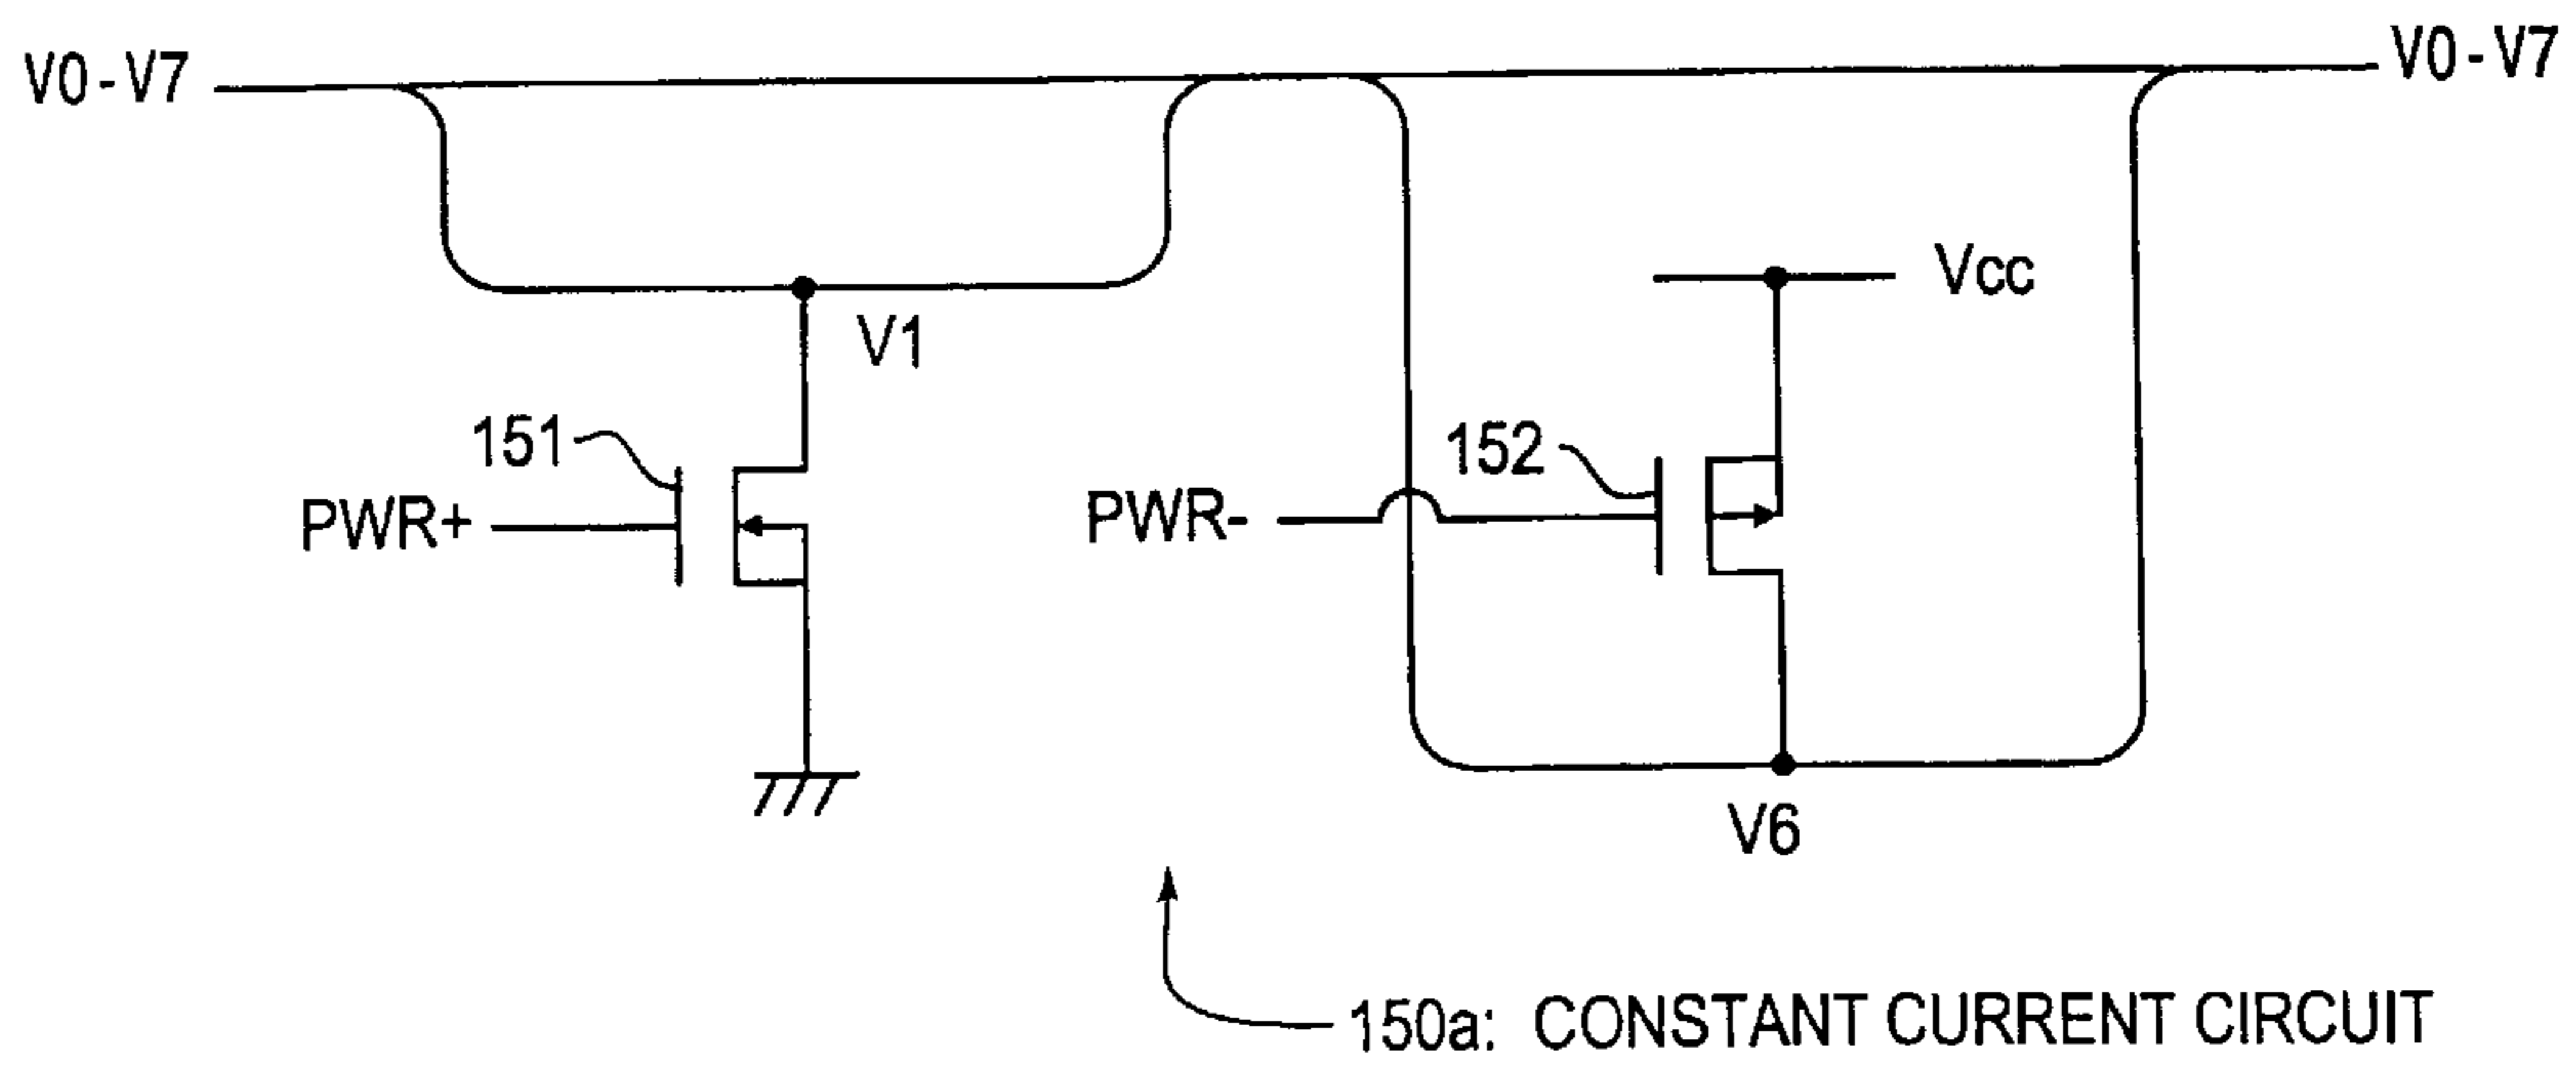 V0-V7
V0-V7
Vcc
V1
151
152
PWR+
PWR-
V6
150a: CONSTANT CURRENT CIRCUIT